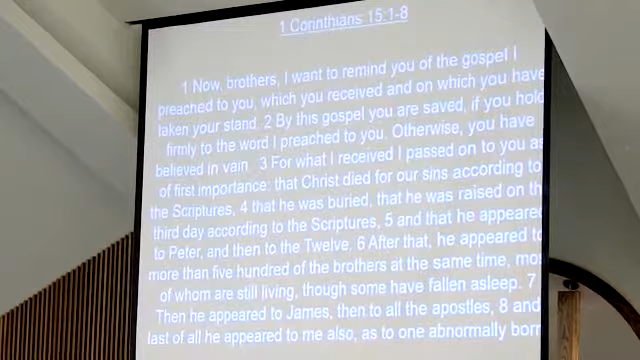 1 Corinthians 15:1-8
1 Now, brothers, I want to remind you of the gospel I
preached to you, which you received and on which you have
taken your stand. 2 By this gospel you are saved, if you hold
firmly to the word I preached to you. Otherwise, you have
believed in vain. 3 For what I received I passed on to you as
of first importance: that Christ died for our sins according to
the Scriptures, 4 that he was buried, that he was raised on th
third day according to the Scriptures, 5 and that he appeared
to Peter, and then to the Twelve. 6 After that, he appeared to
more than five hundred of the brothers at the same time, mos
of whom are still living, though some have fallen asleep. 7
Then he appeared to James, then to all the apostles, 8 and
last of all he appeared to me also, as to one abnormally born